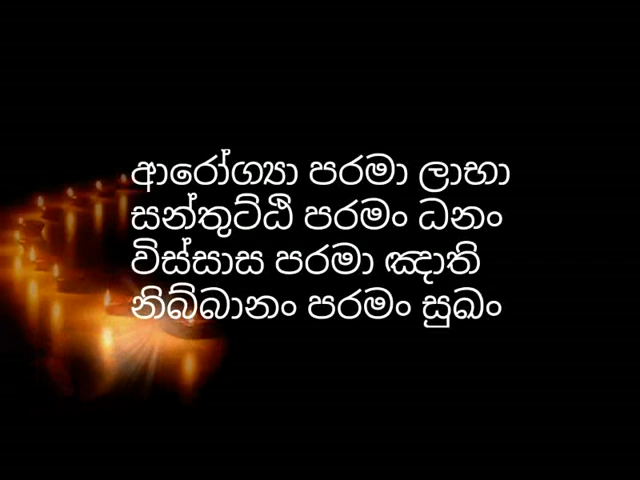 ආරෝග්‍යා පරමා ලාභා
සන්තුට්ඨි පරමං ධනං
විස්සාස පරමා ඤාති
නිබ්බානං පරමං සුඛං